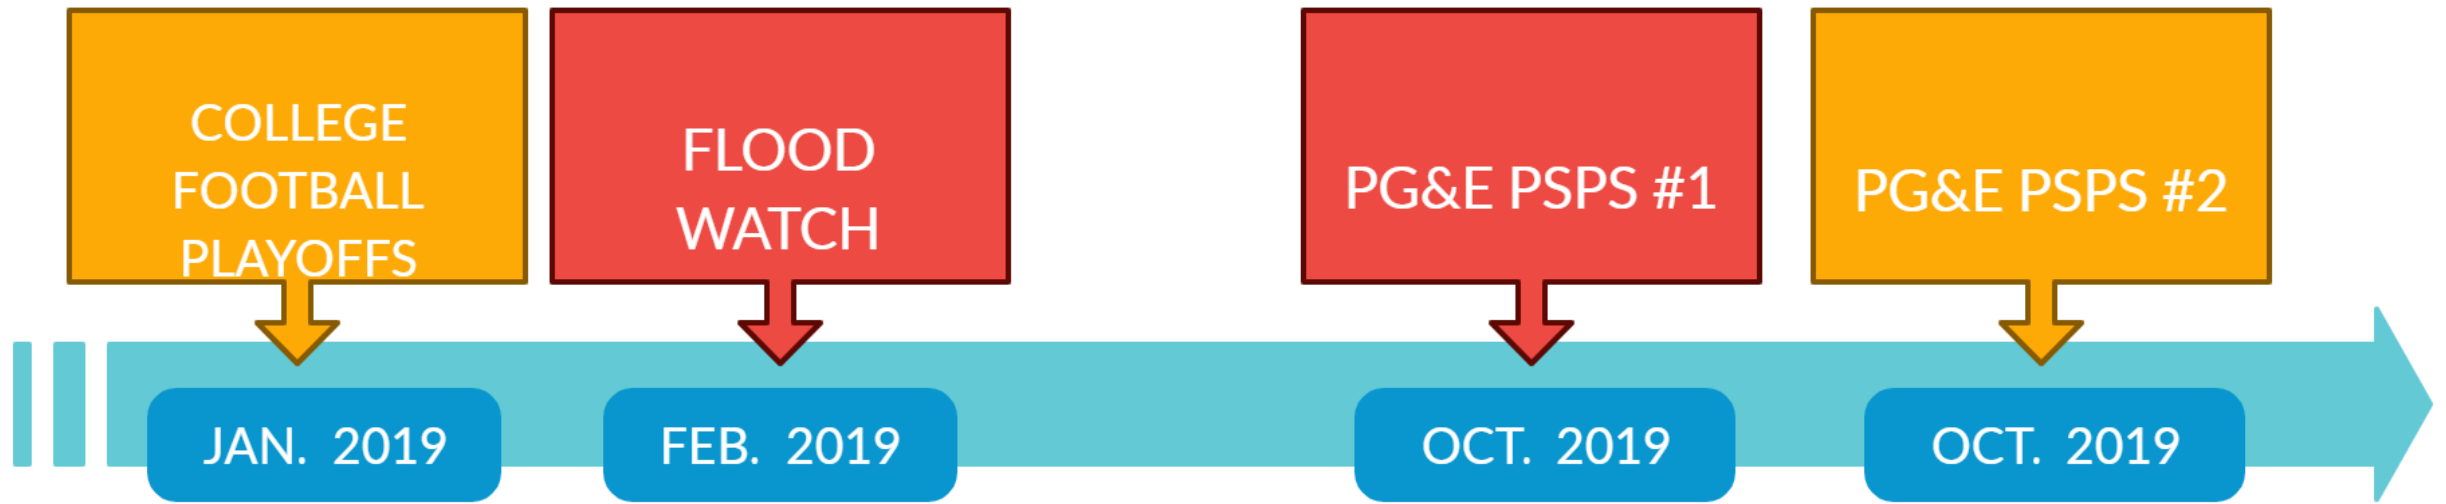 COLLEGE
FOOTBALL
PLAYOFFS
FLOOD
WATCH
PG&E PSPS #1
PG&E PSPS #2
JAN. 2019
FEB. 2019
OCT. 2019
OCT. 2019